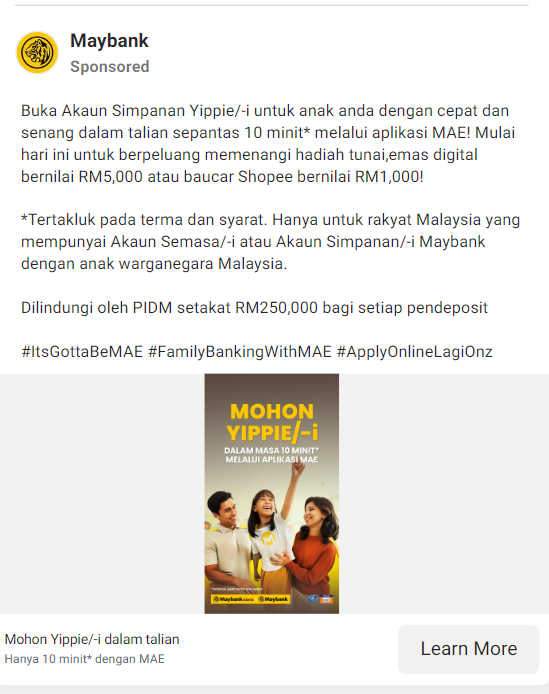 Maybank
Sponsored
Buka Akaun Simpanan Yippie/-i untuk anak anda dengan cepat dan
senang dalam talian sepantas 10 minit* melalui aplikasi MAE! Mulai
hari ini untuk berpeluang memenangi hadiah tunai,emas digital
bernilai RM5,000 atau baucar Shopee bernilai RM1,000!
*Tertakluk pada terma dan syarat. Hanya untuk rakyat Malaysia yang
mempunyai Akaun Semasa/-i atau Akaun Simpanan/-i Maybank
dengan anak warganegara Malaysia.
Dilindungi oleh PIDM setakat RM250,000 bagi setiap pendeposit
#ItsGottaBeMAE #FamilyBankingWithMAE #ApplyOnlineLagiOnz
MOHON
YIPPIE/-i
DALAM MASA 10 MINIT*
MELALUI APLIKASI MAE
Maybank
Maybank
Mohon Yippie/-i dalam talian
Hanya 10 minit* dengan MAE
Learn More